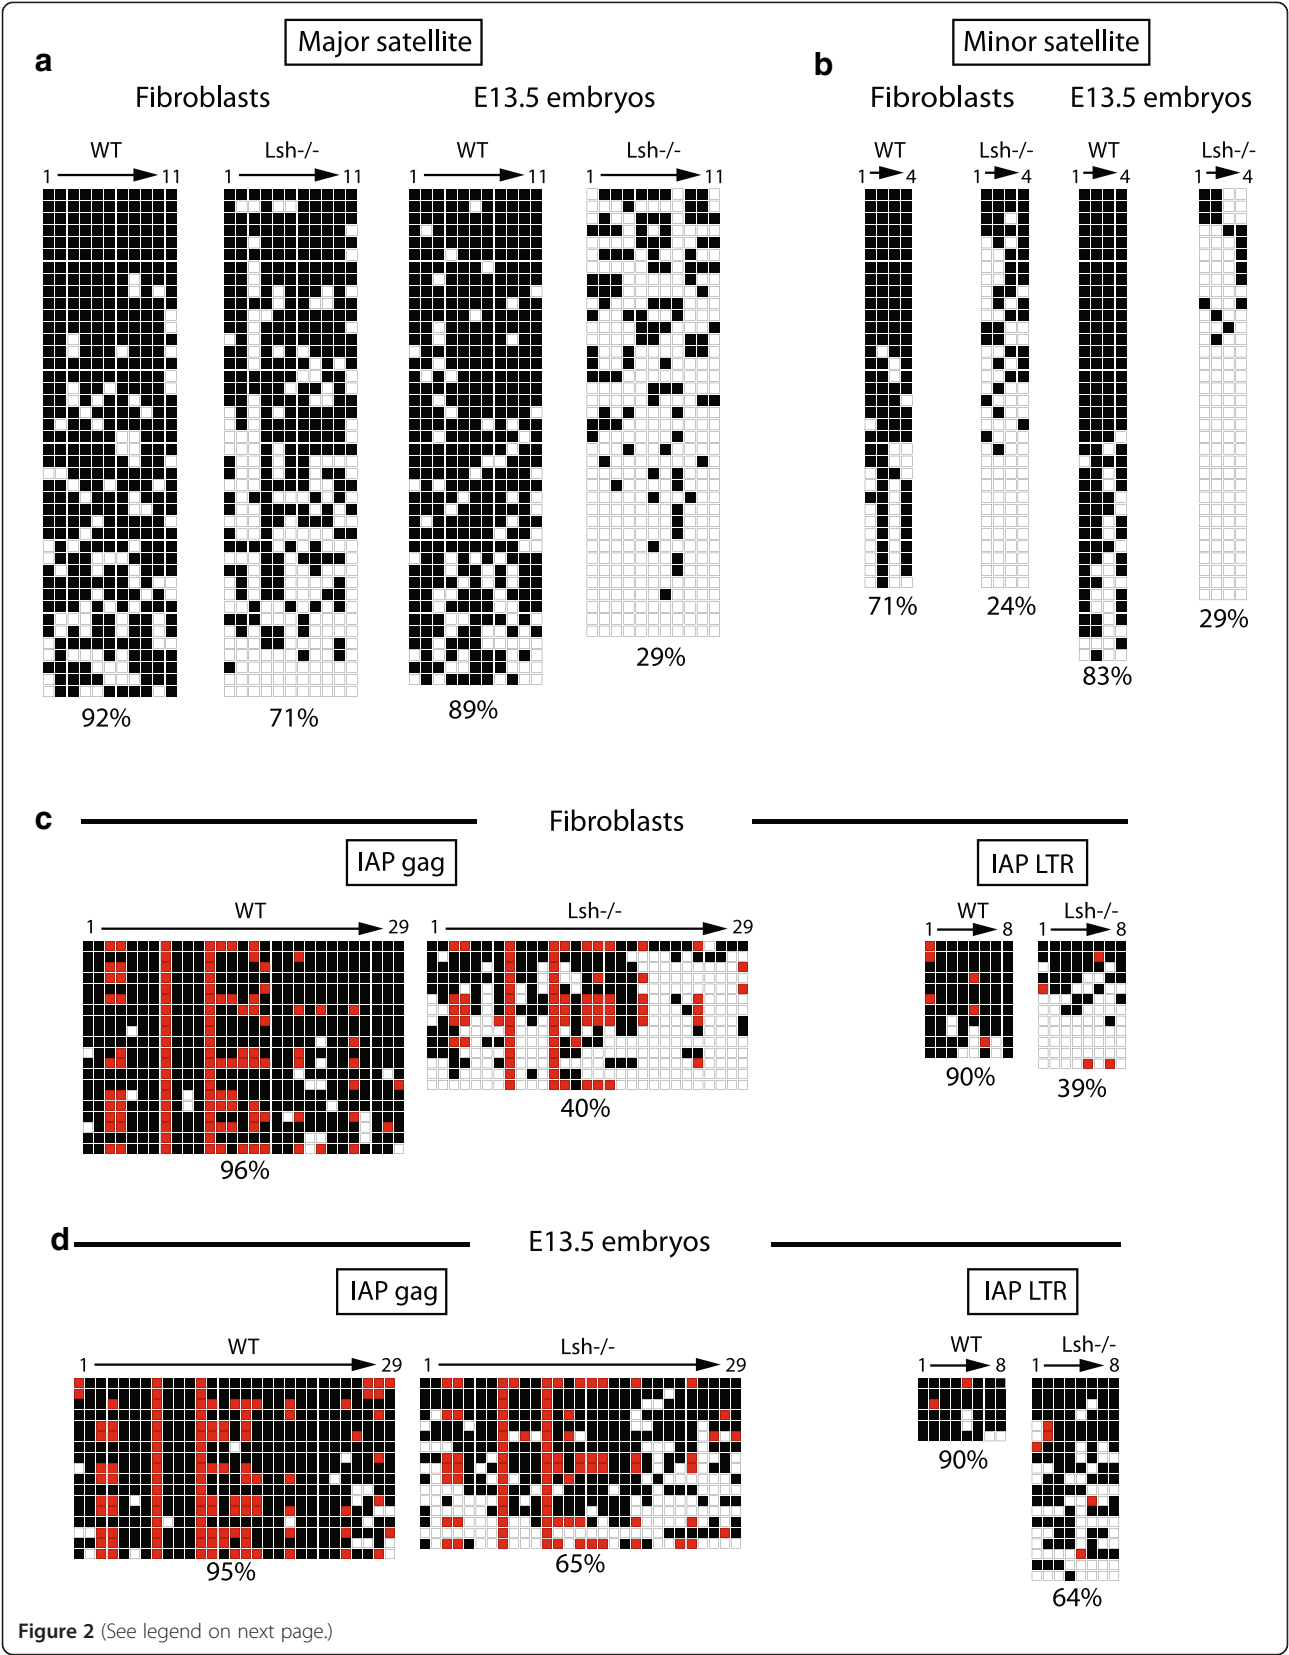 a
Major satellite
Fibroblasts
E13.5 embryos
WT
Lsh-/-
WT
Lsh-/-
1 11
1 11
1 11
1 11
92%
71%
89%
29%
b
Minor satellite
Fibroblasts
E13.5 embryos
WT
Lsh-/-
WT
Lsh-/-
1 4
1 4
1 4
1 4
71%
24%
83%
29%
c
Fibroblasts
IAP gag
IAP LTR
WT
Lsh-/-
WT
Lsh-/-
1 29
1 29
1 8
1 8
96%
40%
90%
39%
d
E13.5 embryos
IAP gag
IAP LTR
WT
Lsh-/-
WT
Lsh-/-
1 29
1 29
1 8
1 8
95%
65%
90%
64%
Figure 2 (See legend on next page.)